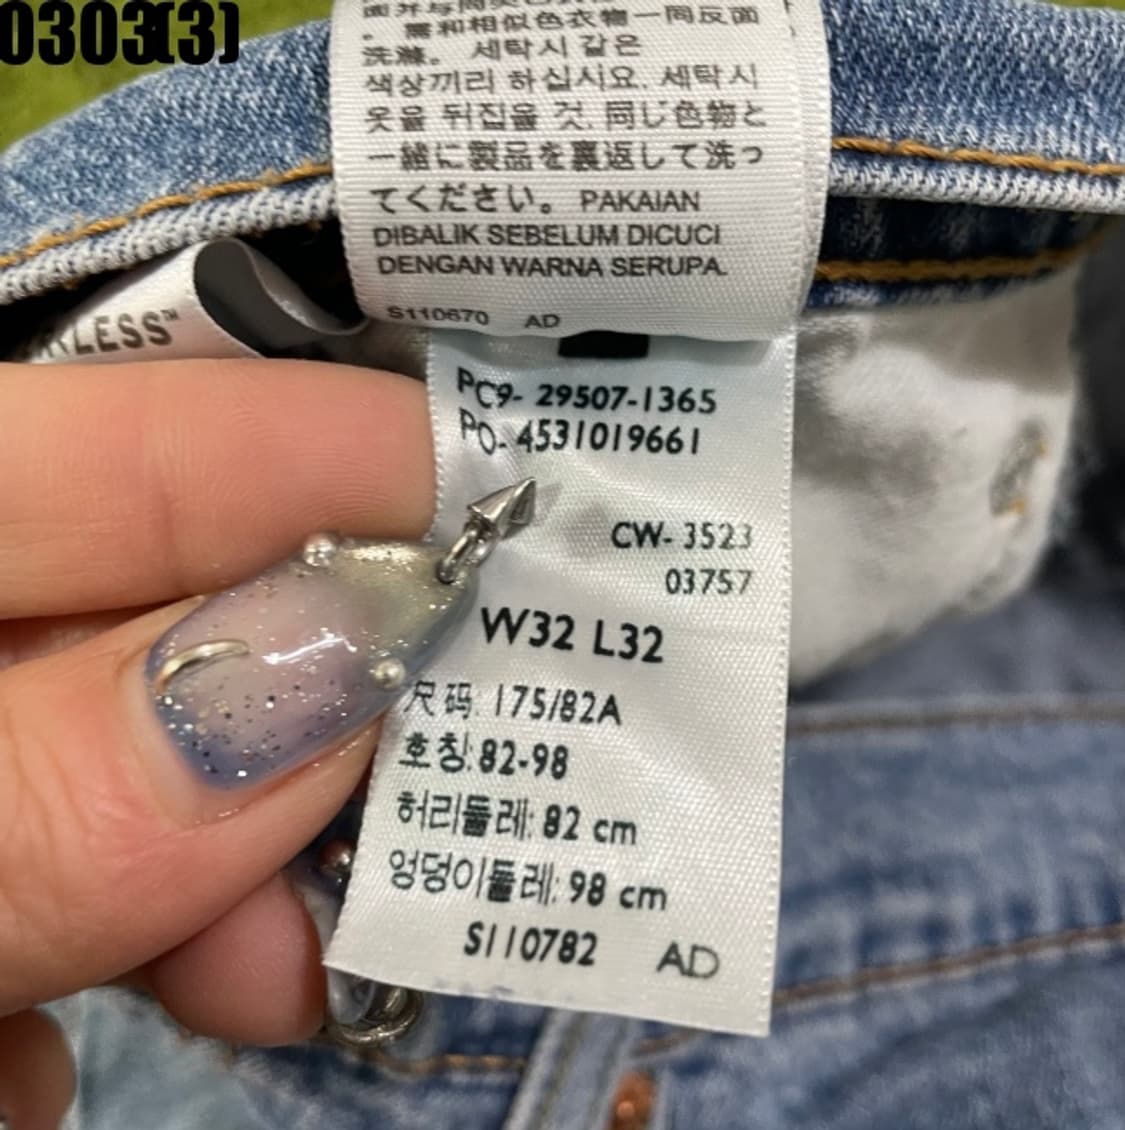 0303(3)
面
。需和相似色衣物一同反面
洗滌。 세탁시 같은
색상끼리 하십시요. 세탁시
옷을 뒤집을 것. 同じ色物と
一緒に製品を裏返して洗っ
てください。 PAKAIAN
DIBALIK SEBELUM DICUCI
DENGAN WARNA SERUPA.
S110670 AD
RLESS™
PC9- 29507-1365
PO- 4531019661
CW- 3523
03757
W32 L32
尺码: 175/82A
호칭: 82-98
허리둘레: 82 cm
엉덩이둘레: 98 cm
S110782 AD